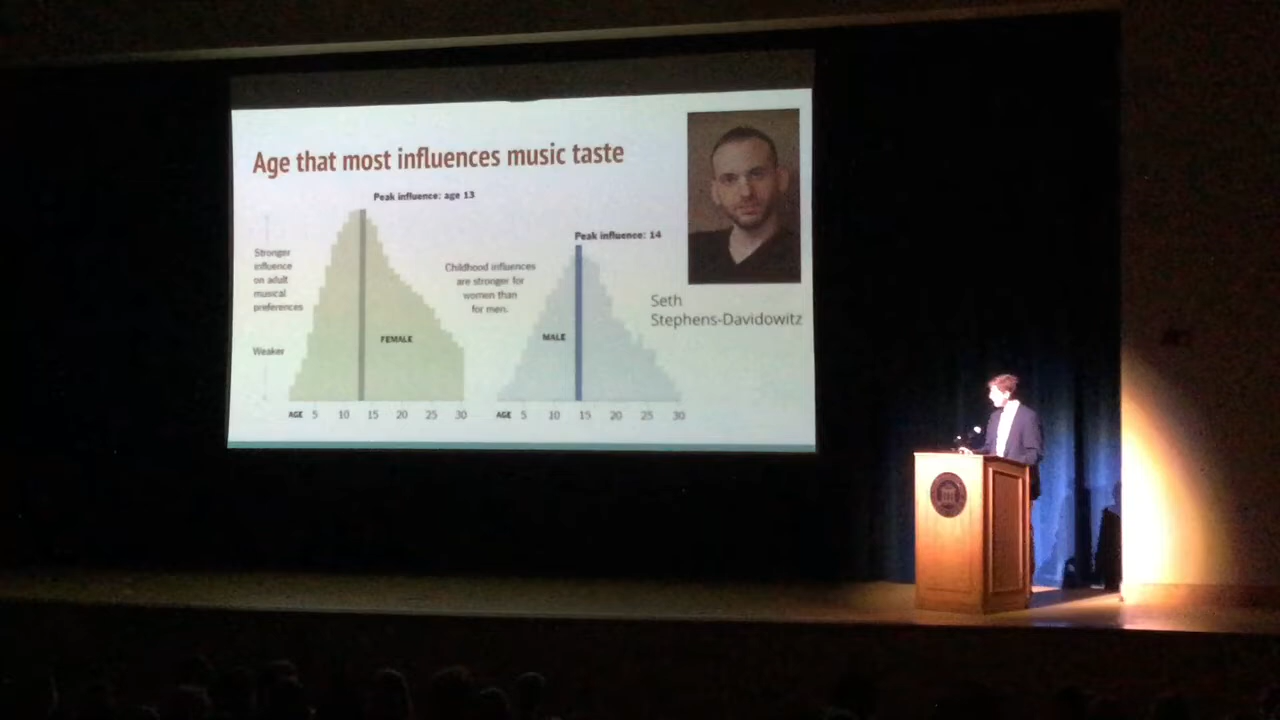 Age that most influences music taste
Peak influence: age 13
Stronger
influence
on adult
musical
preferences
Weaker
FEMALE
AGE 5 10 15 20 25 30
Childhood influences
are stronger for
women than
for men.
Peak influence: 14
MALE
AGE 5 10 15 20 25 30
Seth
Stephens-Davidowitz